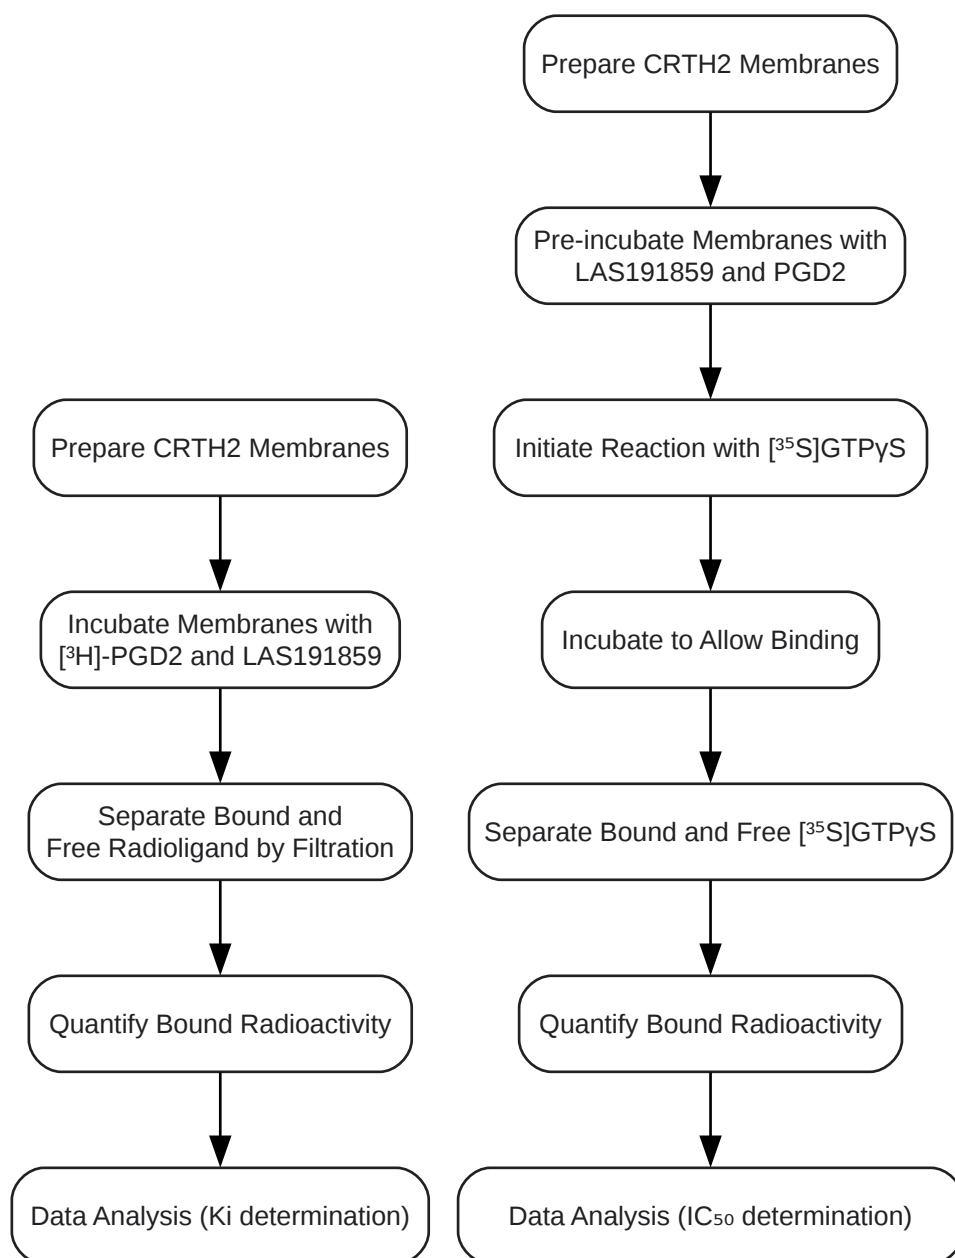 Prepare CRTH2 Membranes
Incubate Membranes with
[³H]-PGD2 and LAS191859
Separate Bound and
Free Radioligand by Filtration
Quantify Bound Radioactivity
Data Analysis (Ki determination)
Prepare CRTH2 Membranes
Pre-incubate Membranes with
LAS191859 and PGD2
Initiate Reaction with [³⁵S]GTPγS
Incubate to Allow Binding
Separate Bound and Free [³⁵S]GTPγS
Quantify Bound Radioactivity
Data Analysis (IC₅₀ determination)